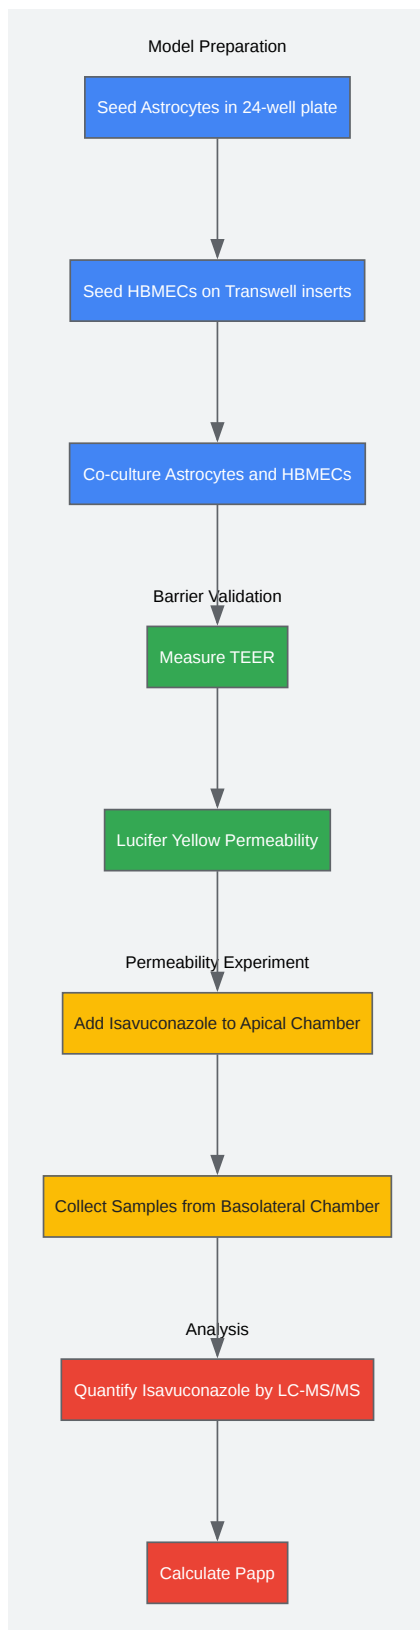 Model Preparation
Seed Astrocytes in 24-well plate
Seed HBMECs on Transwell inserts
Co-culture Astrocytes and HBMECs
Barrier Validation
Measure TEER
Lucifer Yellow Permeability
Permeability Experiment
Add Isavuconazole to Apical Chamber
Collect Samples from Basolateral Chamber
Analysis
Quantify Isavuconazole by LC-MS/MS
Calculate Papp